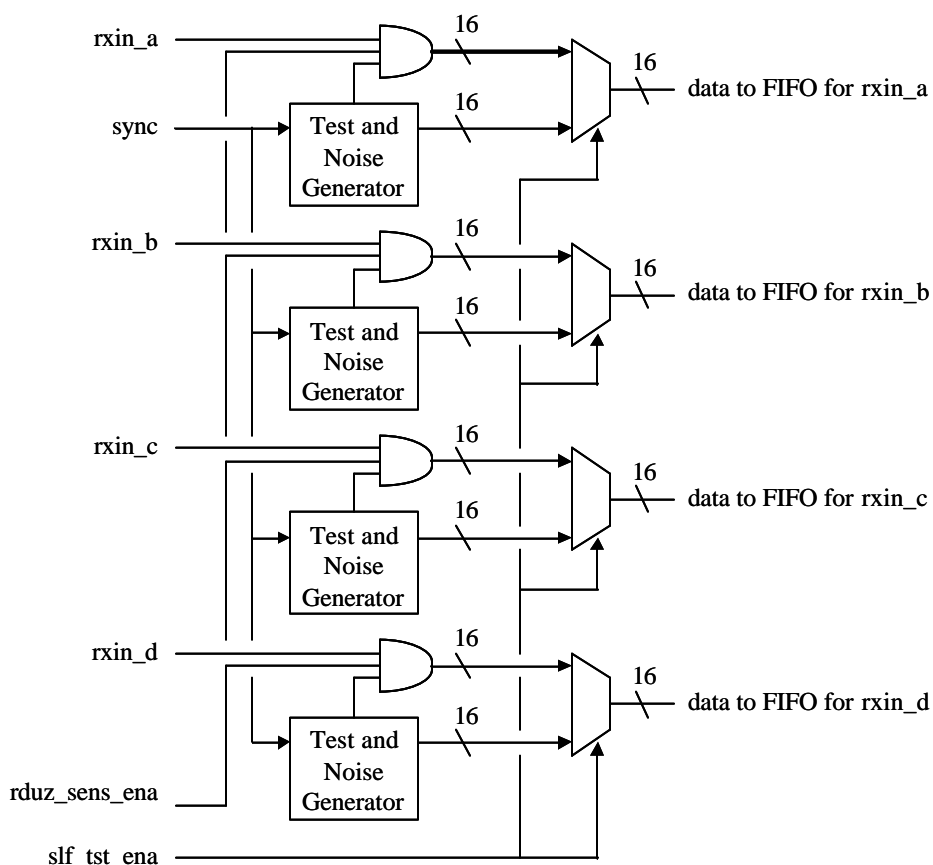 16
rxin_a
16
data to FIFO for rxin_a
16
sync
Test and
Noise
Generator
16
rxin_b
16
data to FIFO for rxin_b
16
Test and
Noise
Generator
16
rxin_c
16
data to FIFO for rxin_c
16
Test and
Noise
Generator
16
rxin_d
16
data to FIFO for rxin_d
16
Test and
Noise
Generator
rduz_sens_ena
slf_tst_ena